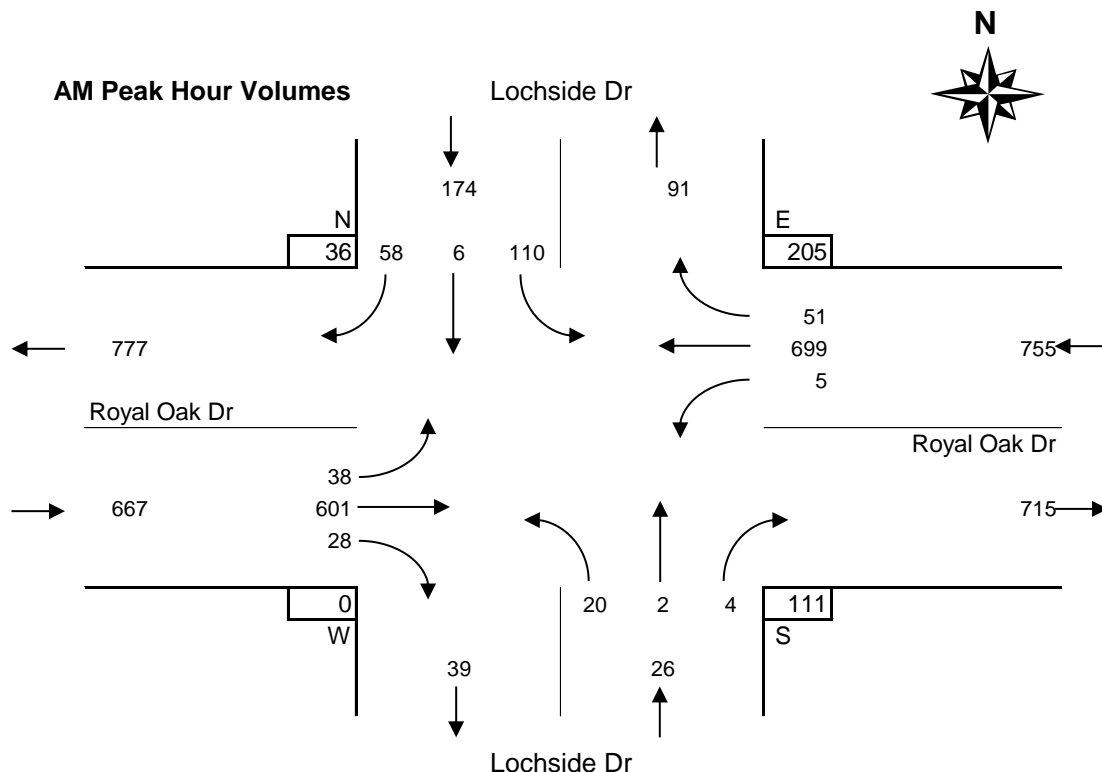 N
AM Peak Hour Volumes Lochside Dr
174 91
N E
36 58 6 110 205
51
777 699 755
5
Royal Oak Dr
Royal Oak Dr
38
667 601 715
28
0 20 2 4 111
W S
39 26
Lochside Dr